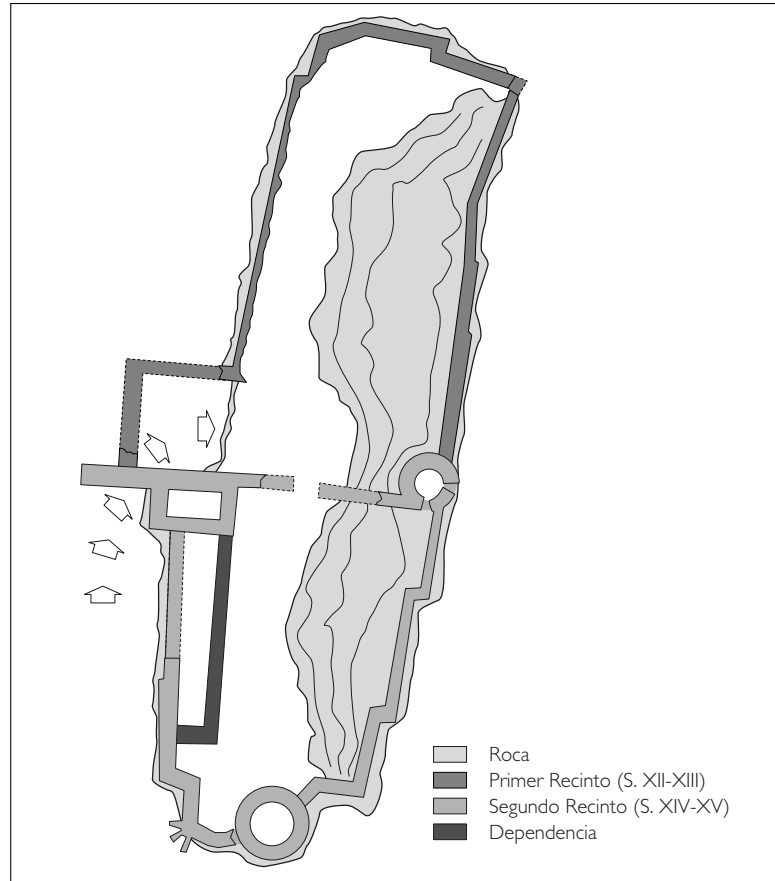 Roca
Primer Recinto (S. XII-XIII)
Segundo Recinto (S. XIV-XV)
Dependencia